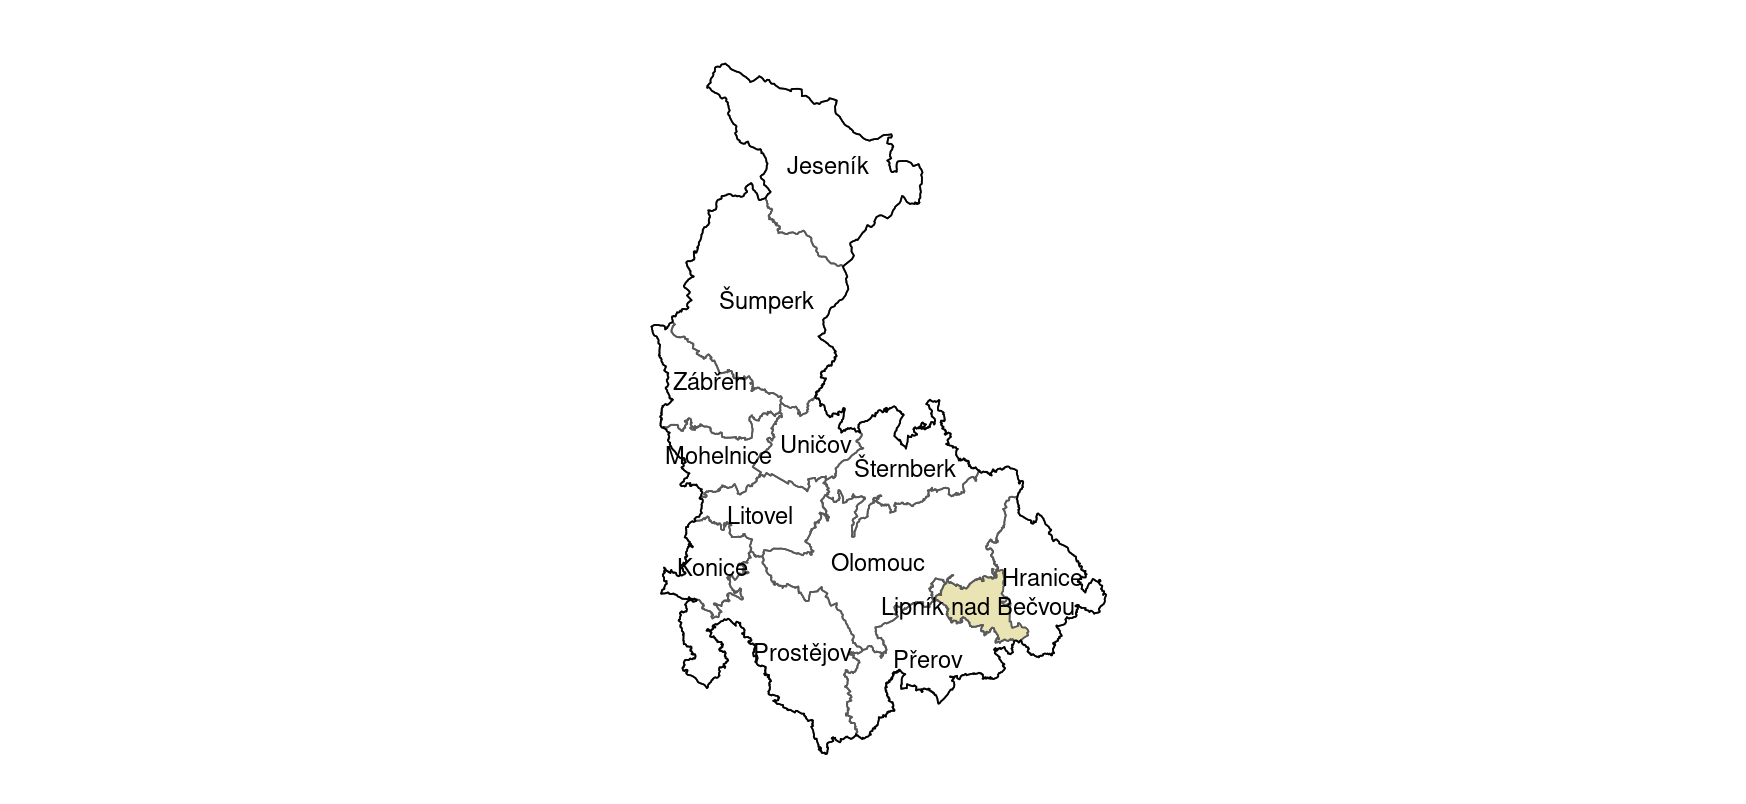 Jeseník
Šumperk
Zábřeh
Uničov
Mohelnice
Šternberk
Litovel
Olomouc
Konice
Hranice
Lipník nad Bečvou
Prostějov
Přerov